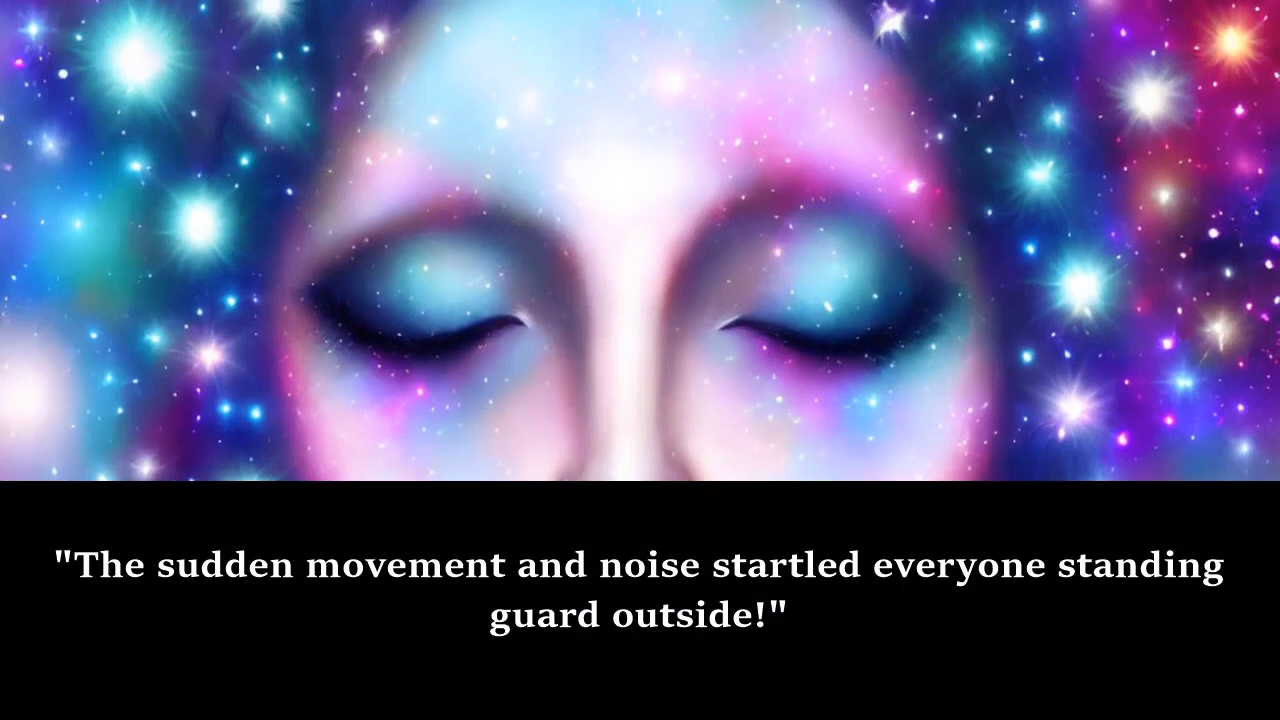 "The sudden movement and noise startled everyone standing
guard outside!"